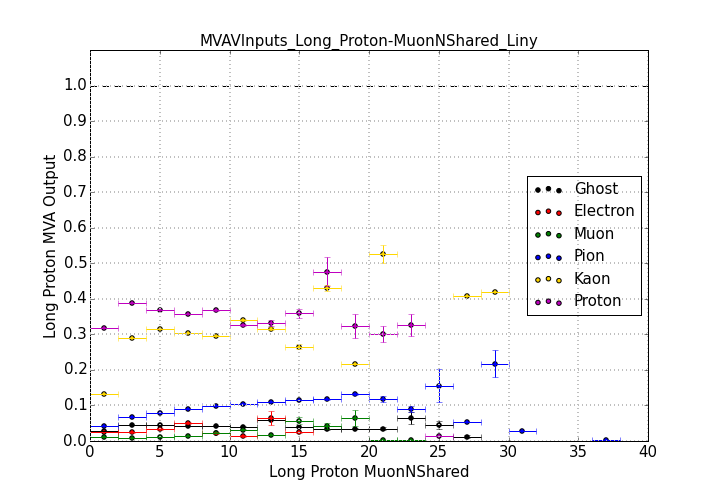 MVAVInputs_Long_Proton-MuonNShared_Liny
Long Proton MVA Output
1.0
0.9
0.8
0.7
0.6
0.5
0.4
0.3
0.2
0.1
0.0
Ghost
Electron
Muon
Pion
Kaon
Proton
0 5 10 15 20 25 30 35 40
Long Proton MuonNShared